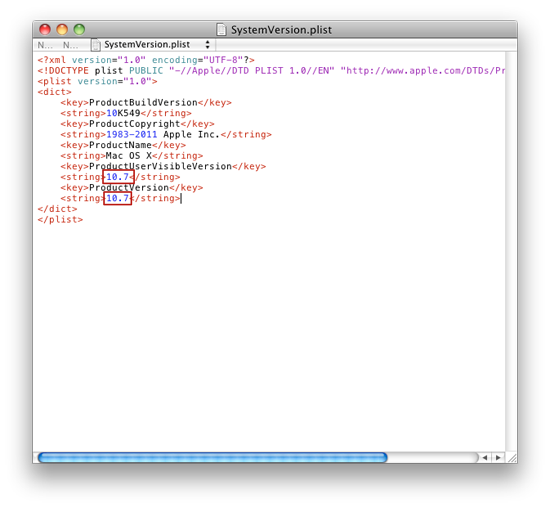 SystemVersion.plist
N... N... SystemVersion.plist
<?xml version="1.0" encoding="UTF-8"?>
<!DOCTYPE plist PUBLIC "-//Apple//DTD PLIST 1.0//EN" "http://www.apple.com/DTDs/Pr
<plist version="1.0">
<dict>
<key>ProductBuildVersion</key>
<string>10K549</string>
<key>ProductCopyright</key>
<string>1983-2011 Apple Inc.</string>
<key>ProductName</key>
<string>Mac OS X</string>
<key>ProductUserVisibleVersion</key>
<string>10.7</string>
<key>ProductVersion</key>
<string>10.7</string>
</dict>
</plist>